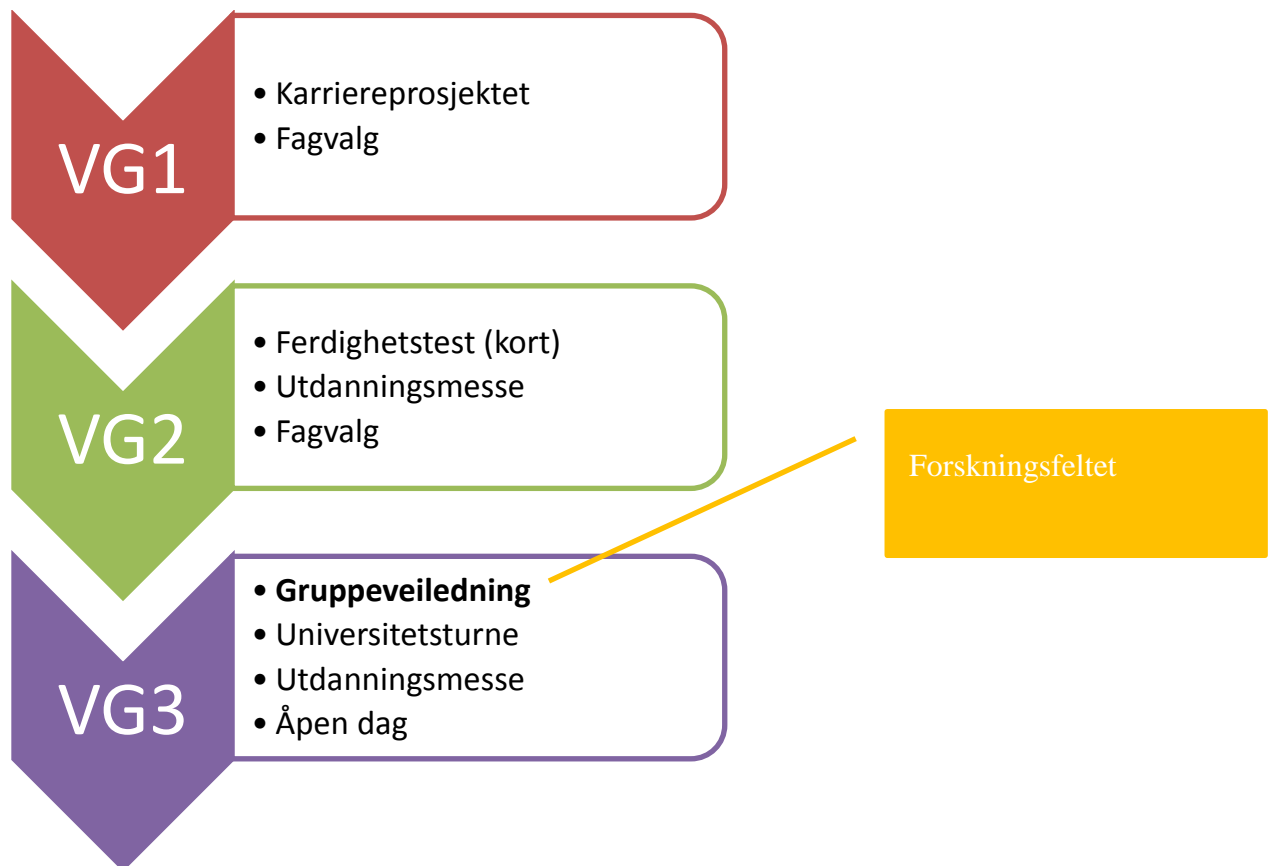 VG1
• Karriereprosjektet
• Fagvalg
VG2
• Ferdighetstest (kort)
• Utdanningsmesse
• Fagvalg
Forskningsfeltet
VG3
• Gruppeveiledning
• Universitetsturne
• Utdanningsmesse
• Åpen dag